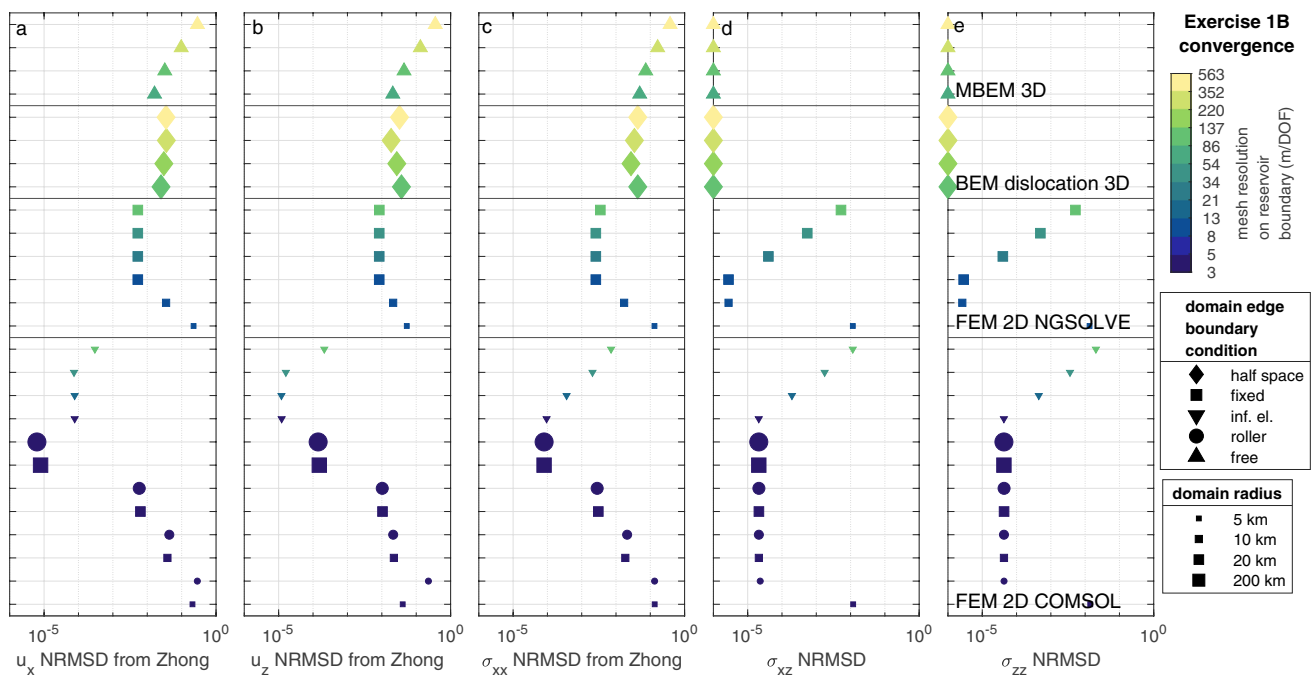 a
b
c
d
e
MBEM 3D
BEM dislocation 3D
FEM 2D NGSOLVE
FEM 2D COMSOL
10^-5
10^0
10^-5
10^0
10^-5
10^0
10^-5
10^0
10^-5
10^0
u_x NRMSD from Zhong
u_z NRMSD from Zhong
σ_xx NRMSD from Zhong
σ_xz NRMSD
σ_zz NRMSD
Exercise 1B
convergence
563
352
220
137
86
54
34
21
13
8
5
3
mesh resolution
on reservoir
boundary (m/DOF)
domain edge
boundary
condition
half space
fixed
inf. el.
roller
free
domain radius
5 km
10 km
20 km
200 km